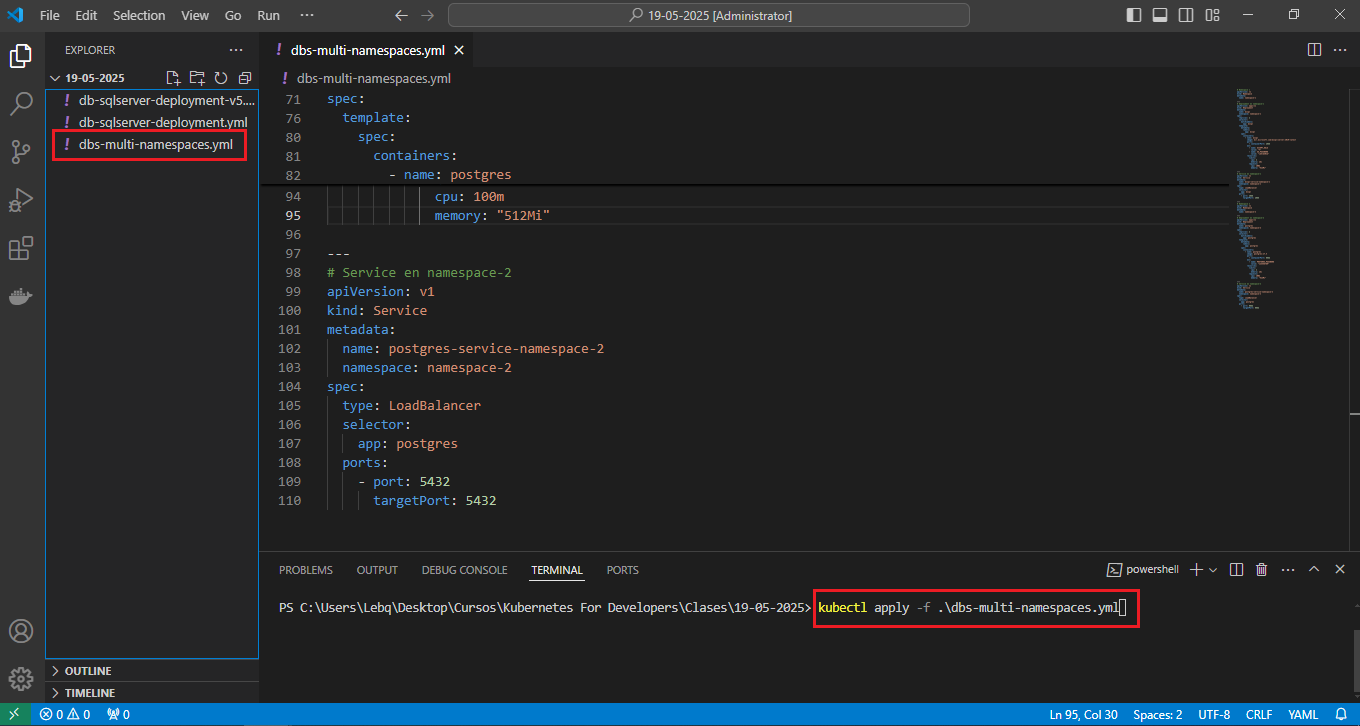 File Edit Selection View Go Run ··· 19-05-2025 [Administrator]
EXPLORER ···
19-05-2025
! db-sqlserver-deployment-v5....
! db-sqlserver-deployment.yml
! dbs-multi-namespaces.yml
OUTLINE
TIMELINE
! dbs-multi-namespaces.yml
! dbs-multi-namespaces.yml
71 spec:
76 template:
80 spec:
81 containers:
82 - name: postgres
94 cpu: 100m
95 memory: "512Mi"
96
97 ---
98 # Service en namespace-2
99 apiVersion: v1
100 kind: Service
101 metadata:
102 name: postgres-service-namespace-2
103 namespace: namespace-2
104 spec:
105 type: LoadBalancer
106 selector:
107 app: postgres
108 ports:
109 - port: 5432
110 targetPort: 5432
PROBLEMS OUTPUT DEBUG CONSOLE TERMINAL PORTS powershell
PS C:\Users\Lebq\Desktop\Cursos\Kubernetes For Developers\Clases\19-05-2025> kubectl apply -f .\dbs-multi-namespaces.yml
0 0 0 Ln 95, Col 30 Spaces: 2 UTF-8 CRLF YAML